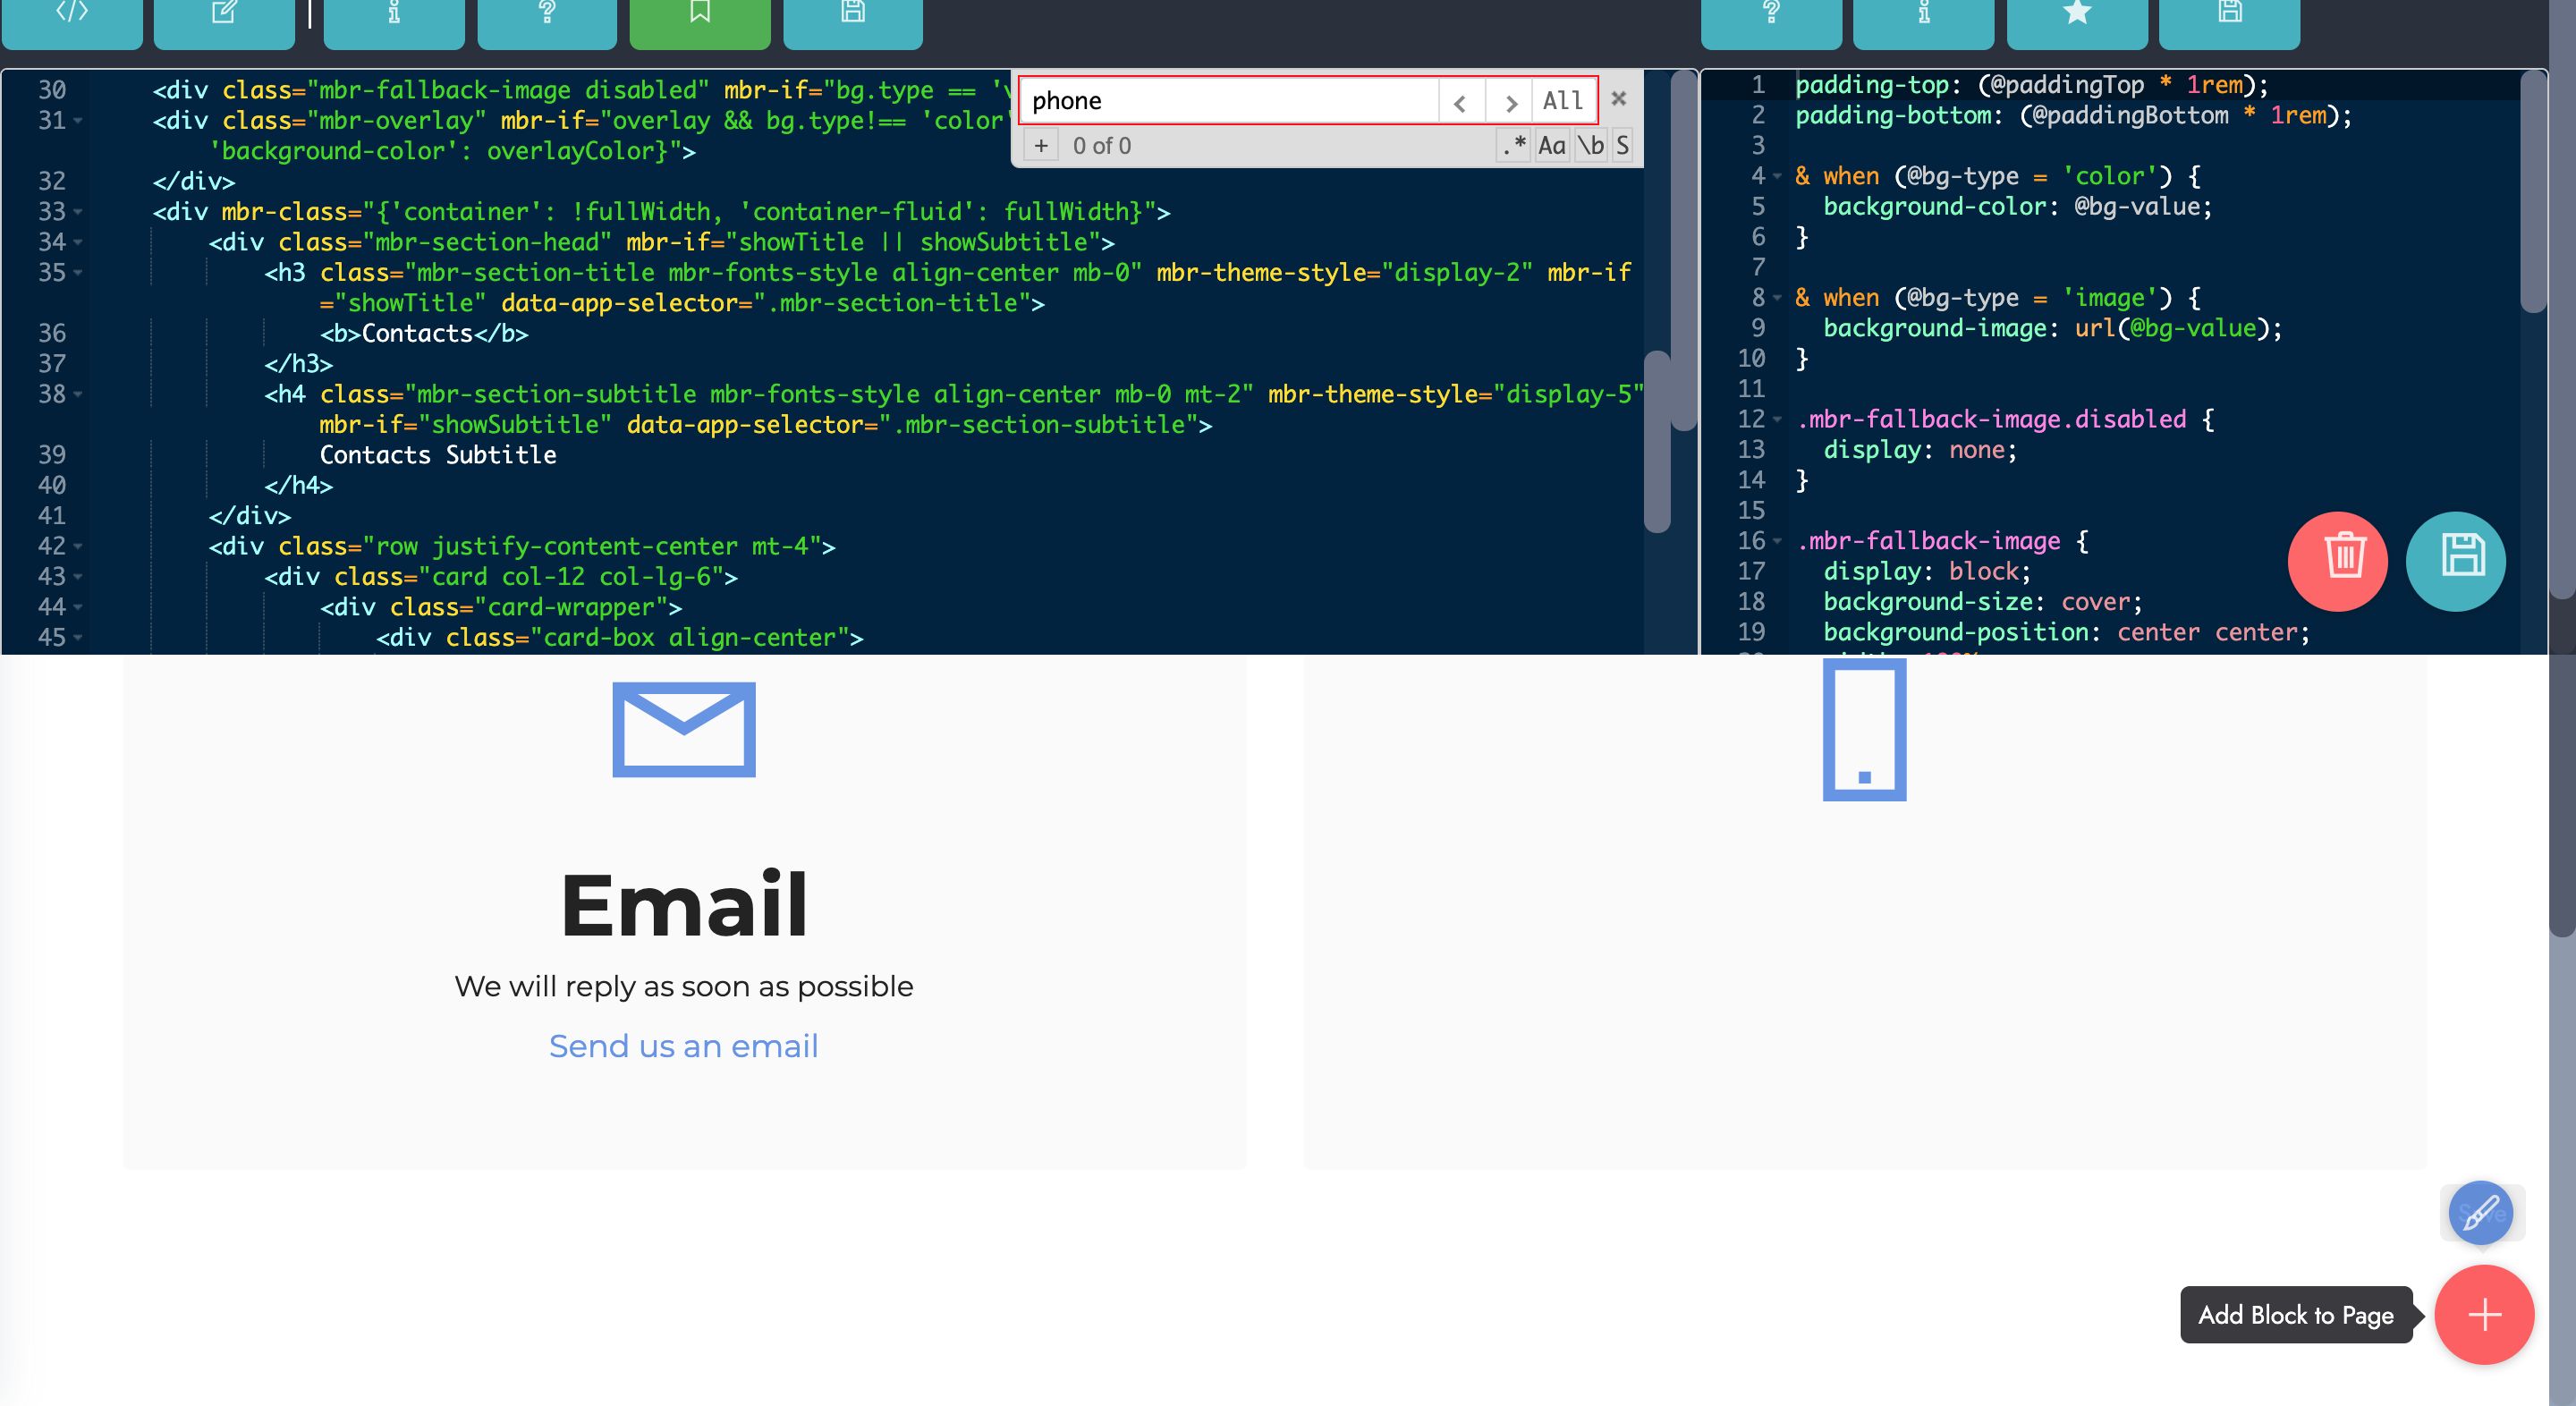 30 <div class="mbr-fallback-image disabled" mbr-if="bg.type == '
31 <div class="mbr-overlay" mbr-if="overlay && bg.type!== 'color'
'background-color': overlayColor}">
32 </div>
33 <div mbr-class="{'container': !fullWidth, 'container-fluid': fullWidth}">
34 <div class="mbr-section-head" mbr-if="showTitle || showSubtitle">
35 <h3 class="mbr-section-title mbr-fonts-style align-center mb-0" mbr-theme-style="display-2" mbr-if
="showTitle" data-app-selector=".mbr-section-title">
36 <b>Contacts</b>
37 </h3>
38 <h4 class="mbr-section-subtitle mbr-fonts-style align-center mb-0 mt-2" mbr-theme-style="display-5"
mbr-if="showSubtitle" data-app-selector=".mbr-section-subtitle">
39 Contacts Subtitle
40 </h4>
41 </div>
42 <div class="row justify-content-center mt-4">
43 <div class="card col-12 col-lg-6">
44 <div class="card-wrapper">
45 <div class="card-box align-center">
phone
All
+ 0 of 0 .* Aa \b S
1 padding-top: (@paddingTop * 1rem);
2 padding-bottom: (@paddingBottom * 1rem);
3
4 & when (@bg-type = 'color') {
5 background-color: @bg-value;
6 }
7
8 & when (@bg-type = 'image') {
9 background-image: url(@bg-value);
10 }
11
12 .mbr-fallback-image.disabled {
13 display: none;
14 }
15
16 .mbr-fallback-image {
17 display: block;
18 background-size: cover;
19 background-position: center center;
Email
We will reply as soon as possible
Send us an email
Add Block to Page